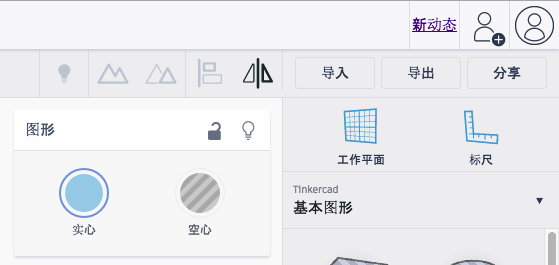 新动态
导入
导出
分享
图形
实心
空心
工作平面
标尺
Tinkercad
基本图形